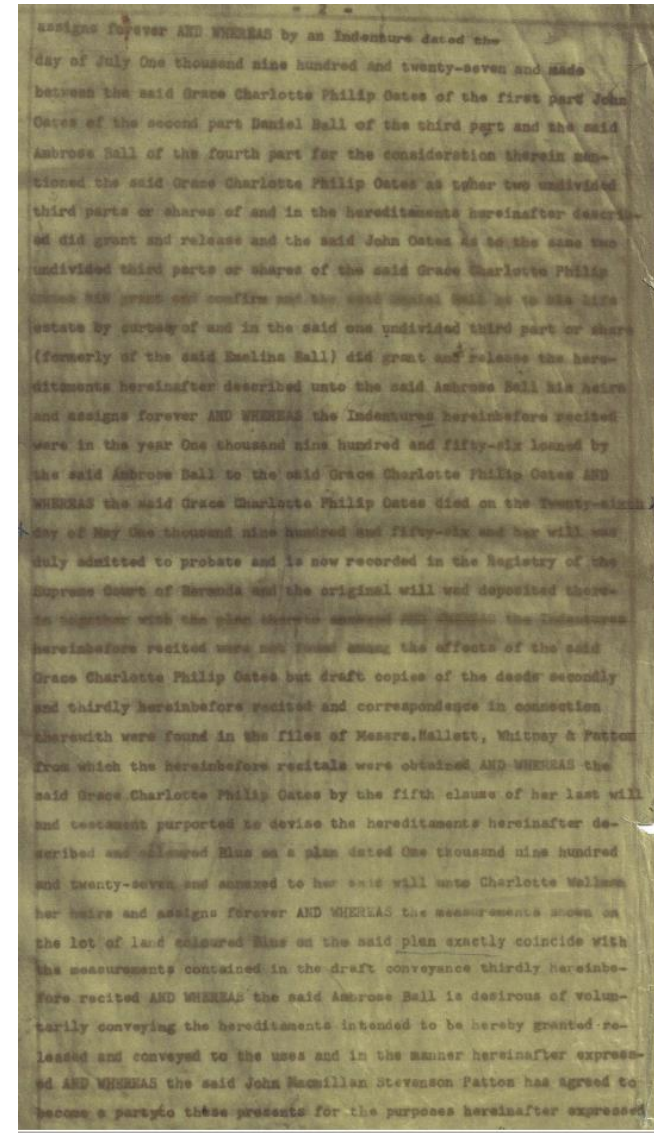 - 2 -
assigns forever AND WHEREAS by an Indenture dated the
day of July One thousand nine hundred and twenty-seven and made
between the said Grace Charlotte Philip Oates of the first part John
Oates of the second part Daniel Ball of the third part and the said
Ambrose Ball of the fourth part for the consideration therein men-
tioned the said Grace Charlotte Philip Oates as to her two undivided
third parts or shares of and in the hereditaments hereinafter describ-
ed did grant and release and the said John Oates as to the same two
undivided third parts or shares of the said Grace Charlotte Philip
Oates did grant and confirm and the said Daniel Ball as to his life
estate by curtesy of and in the said one undivided third part or share
(formerly of the said Emelina Ball) did grant and release the here-
ditaments hereinafter described unto the said Ambrose Ball his heirs
and assigns forever AND WHEREAS the Indentures hereinbefore recited
were in the year One thousand nine hundred and fifty-six loaned by
the said Ambrose Ball to the said Grace Charlotte Philip Oates AND
WHEREAS the said Grace Charlotte Philip Oates died on the Twenty-sixth
day of May One thousand nine hundred and fifty-six and her will was
duly admitted to probate and is now recorded in the Registry of the
Supreme Court of Bermuda and the original will was deposited there-
in together with the plan thereto annexed AND WHEREAS the Indentures
hereinbefore recited were not found among the effects of the said
Grace Charlotte Philip Oates but draft copies of the deeds secondly
and thirdly hereinbefore recited and correspondence in connection
therewith were found in the files of Messrs.Hallett, Whitney & Patton
from which the hereinbefore recitals were obtained AND WHEREAS the
said Grace Charlotte Philip Oates by the fifth clause of her last will
and testament purported to devise the hereditaments hereinafter de-
scribed and coloured Blue on a plan dated One thousand nine hundred
and twenty-seven and annexed to her said will unto Charlotte Wellman
her heirs and assigns forever AND WHEREAS the measurements shown on
the lot of land coloured Blue on the said plan exactly coincide with
the measurements contained in the draft conveyance thirdly hereinbe-
fore recited AND WHEREAS the said Ambrose Ball is desirous of volun-
tarily conveying the hereditaments intended to be hereby granted re-
leased and conveyed to the uses and in the manner hereinafter express-
ed AND WHEREAS the said John Macmillan Stevenson Patton has agreed to
become a party to these presents for the purposes hereinafter expressed